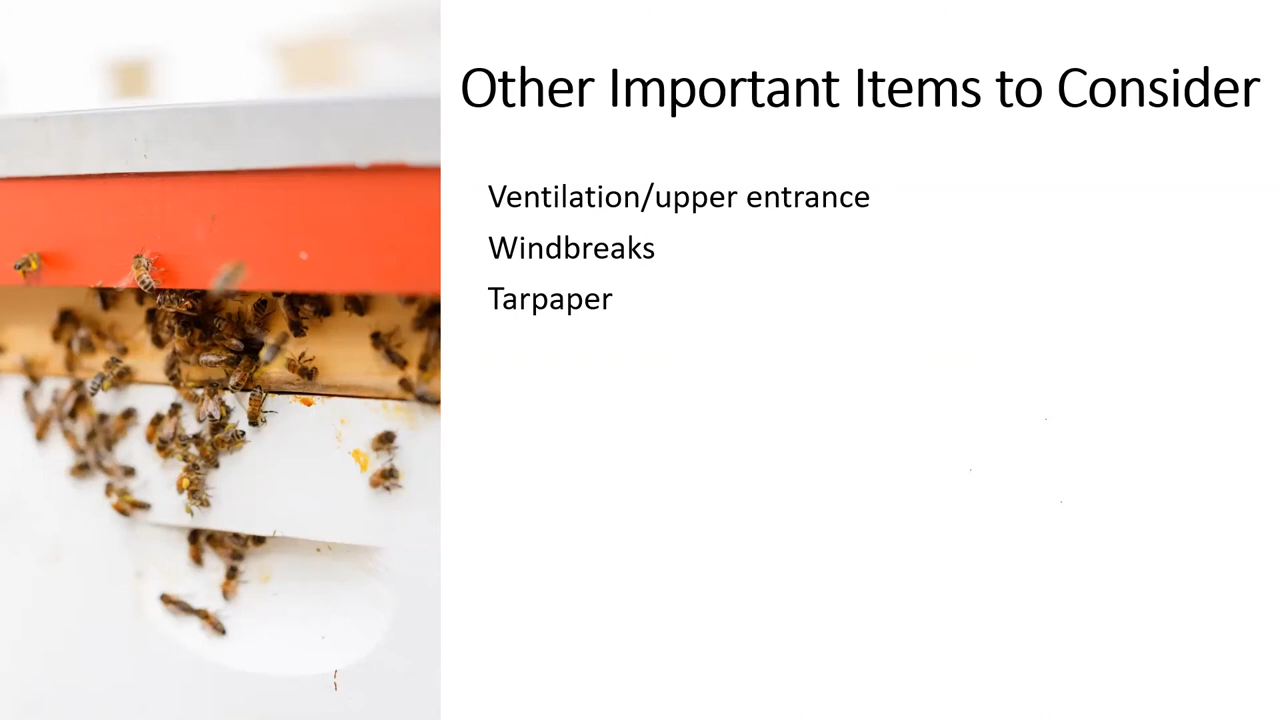 Other Important Items to Consider
Ventilation/upper entrance
Windbreaks
Tarpaper